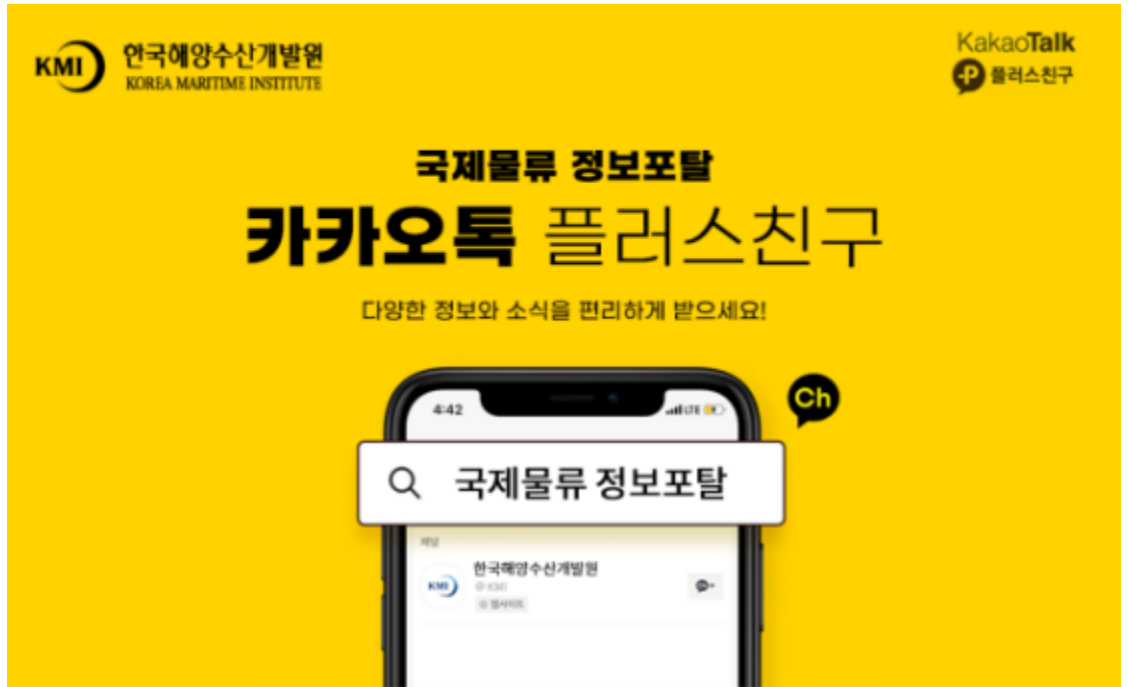 KMI 한국해양수산개발원
KOREA MARITIME INSTITUTE
KakaoTalk
P 플러스친구
국제물류 정보포탈
카카오톡 플러스친구
다양한 정보와 소식을 편리하게 받으세요!
4:42
LTE
Ch
국제물류 정보포탈
채널
KMI 한국해양수산개발원
@ KMI
웹사이트